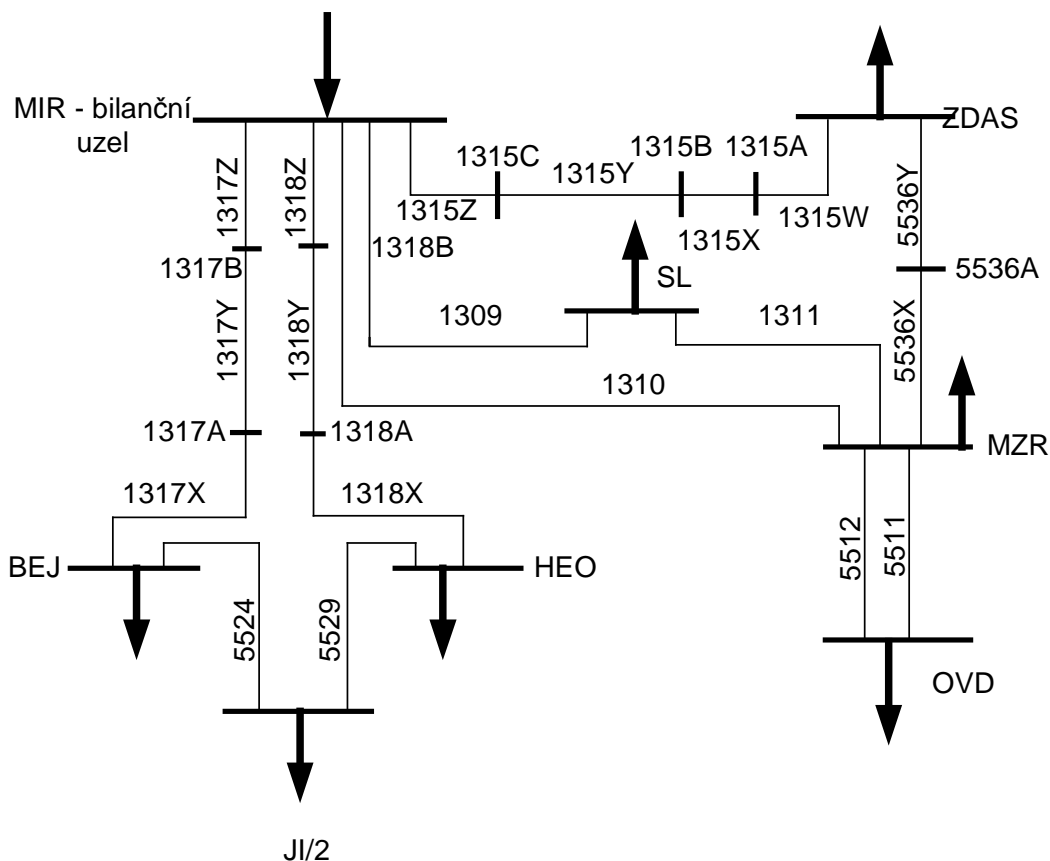 MIR - bilanční
uzel
ZDAS
1317Z
1318Z
1315C
1315Y
1315B
1315A
1315Z
1318B
1315X
1315W
5536Y
1317B
5536A
SL
1317Y
1318Y
1309
1311
5536X
1310
1317A
1318A
MZR
1317X
1318X
BEJ
HEO
5512
5511
5524
5529
OVD
JI/2